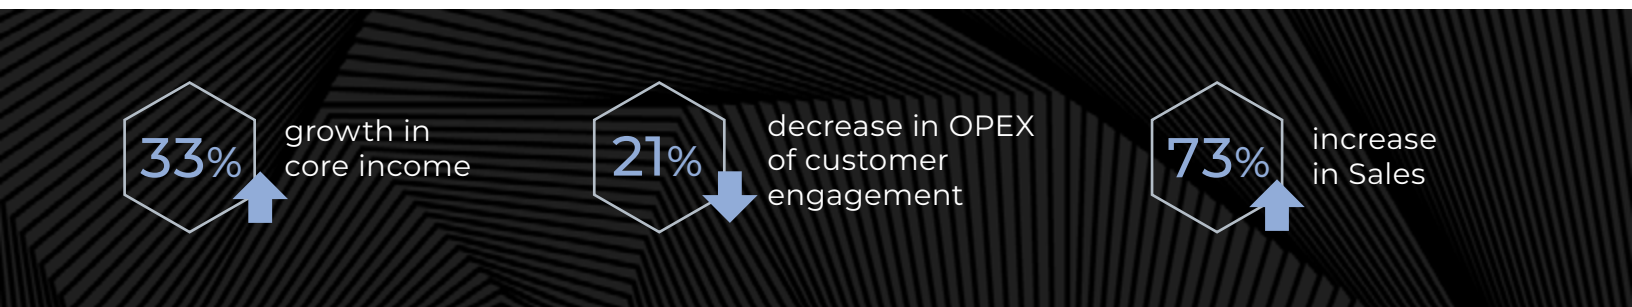 33%
growth in
core income
21%
decrease in OPEX
of customer
engagement
73%
increase
in Sales